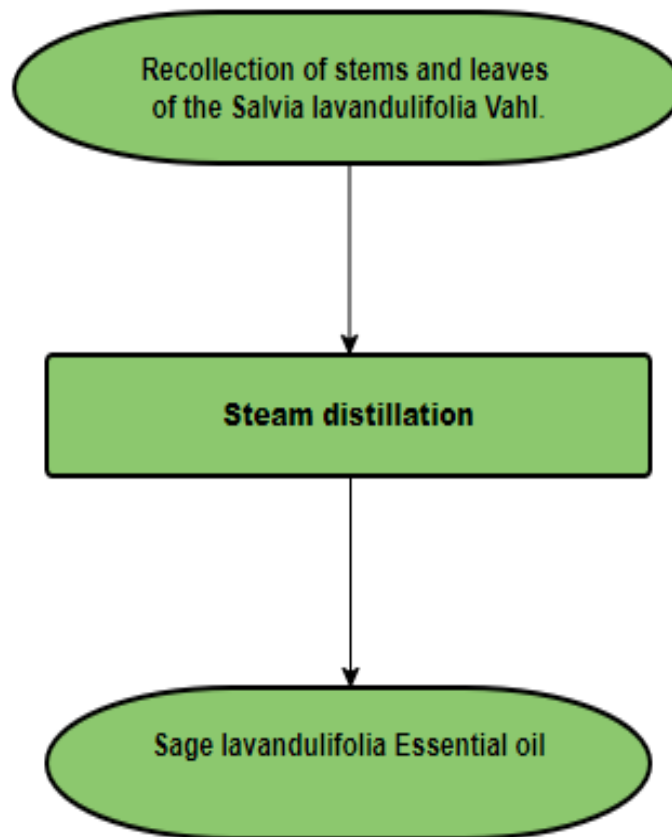 Recollection of stems and leaves
of the Salvia lavandulifolia Vahl.
Steam distillation
Sage lavandulifolia Essential oil